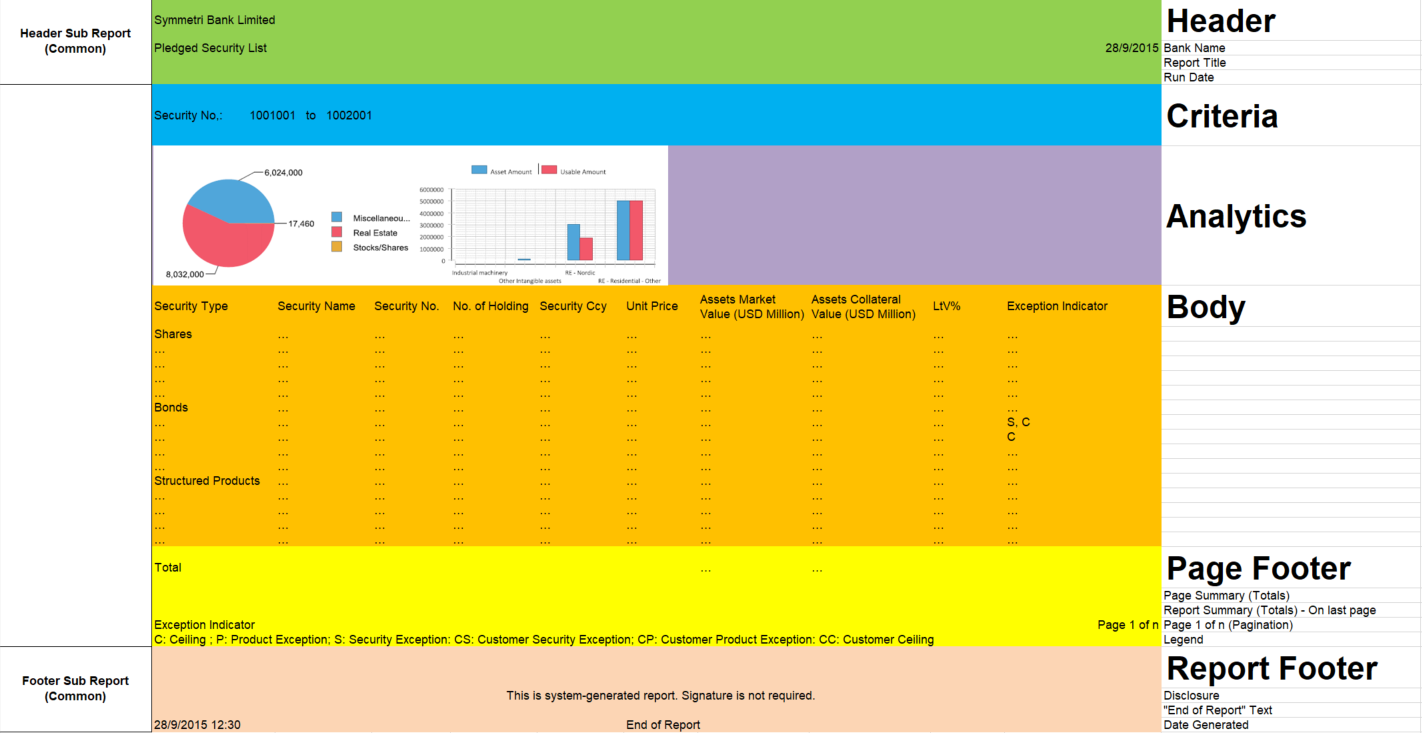 Header Sub Report
(Common)
Symmetri Bank Limited
Pledged Security List
28/9/2015
Header
Bank Name
Report Title
Run Date
Security No,: 1001001 to 1002001
Criteria
6,024,000
17,460
8,032,000
Miscellaneou...
Real Estate
Stocks/Shares
Asset Amount Usable Amount
6000000
5000000
4000000
3000000
2000000
1000000
0
Industrial machinery RE - Nordic
Other Intangible assets RE - Residential - Other
Analytics
Security Type Security Name Security No. No. of Holding Security Ccy Unit Price Assets Market Value (USD Million) Assets Collateral Value (USD Million) LtV% Exception Indicator
Body
Shares ... ... ... ... ... ... ... ... ...
... ... ... ... ... ... ... ... ... ...
... ... ... ... ... ... ... ... ... ...
... ... ... ... ... ... ... ... ... ...
... ... ... ... ... ... ... ... ... ...
Bonds ... ... ... ... ... ... ... ... ...
... ... ... ... ... ... ... ... ... S, C
... ... ... ... ... ... ... ... ... C
... ... ... ... ... ... ... ... ... ...
... ... ... ... ... ... ... ... ... ...
Structured Products ... ... ... ... ... ... ... ... ...
... ... ... ... ... ... ... ... ... ...
... ... ... ... ... ... ... ... ... ...
... ... ... ... ... ... ... ... ... ...
... ... ... ... ... ... ... ... ... ...
Total ... ...
Exception Indicator
C: Ceiling ; P: Product Exception; S: Security Exception: CS: Customer Security Exception; CP: Customer Product Exception: CC: Customer Ceiling
Page 1 of n
Page Footer
Page Summary (Totals)
Report Summary (Totals) - On last page
Page 1 of n (Pagination)
Legend
Footer Sub Report
(Common)
This is system-generated report. Signature is not required.
28/9/2015 12:30 End of Report
Report Footer
Disclosure
"End of Report" Text
Date Generated